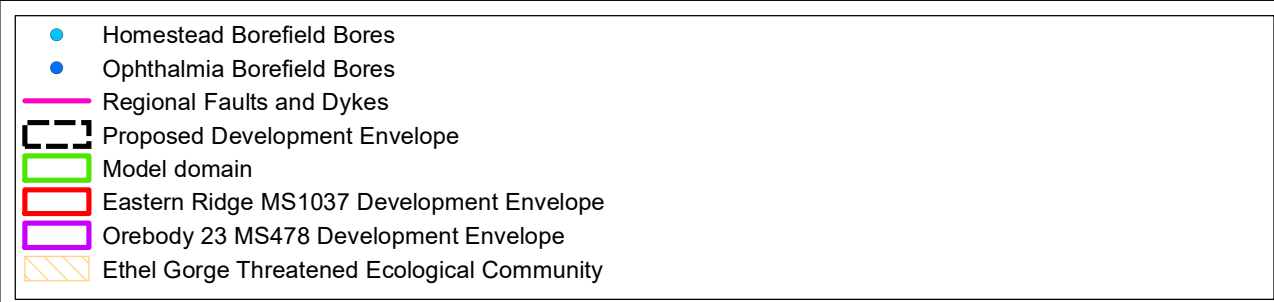 Homestead Borefield Bores
Ophthalmia Borefield Bores
Regional Faults and Dykes
Proposed Development Envelope
Model domain
Eastern Ridge MS1037 Development Envelope
Orebody 23 MS478 Development Envelope
Ethel Gorge Threatened Ecological Community